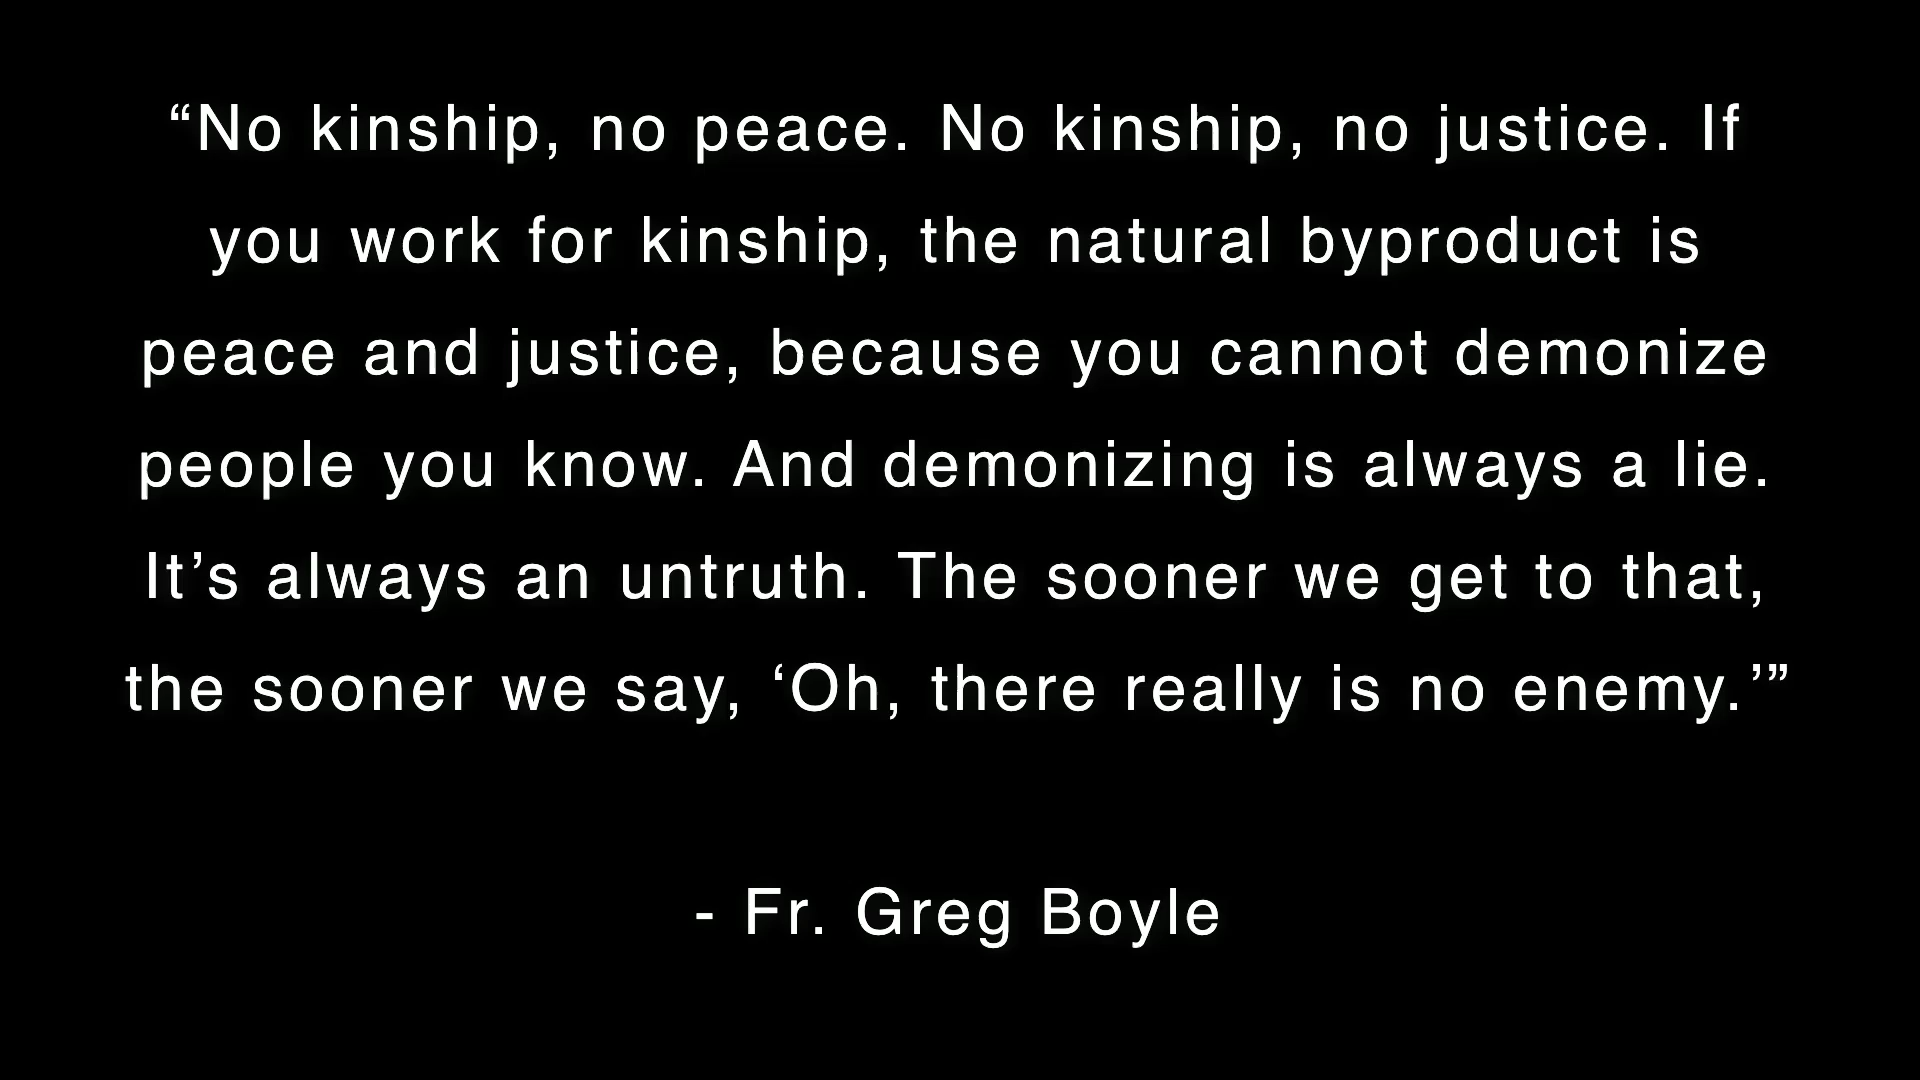 “No kinship, no peace. No kinship, no justice. If
you work for kinship, the natural byproduct is
peace and justice, because you cannot demonize
people you know. And demonizing is always a lie.
It’s always an untruth. The sooner we get to that,
the sooner we say, ‘Oh, there really is no enemy.’”
- Fr. Greg Boyle